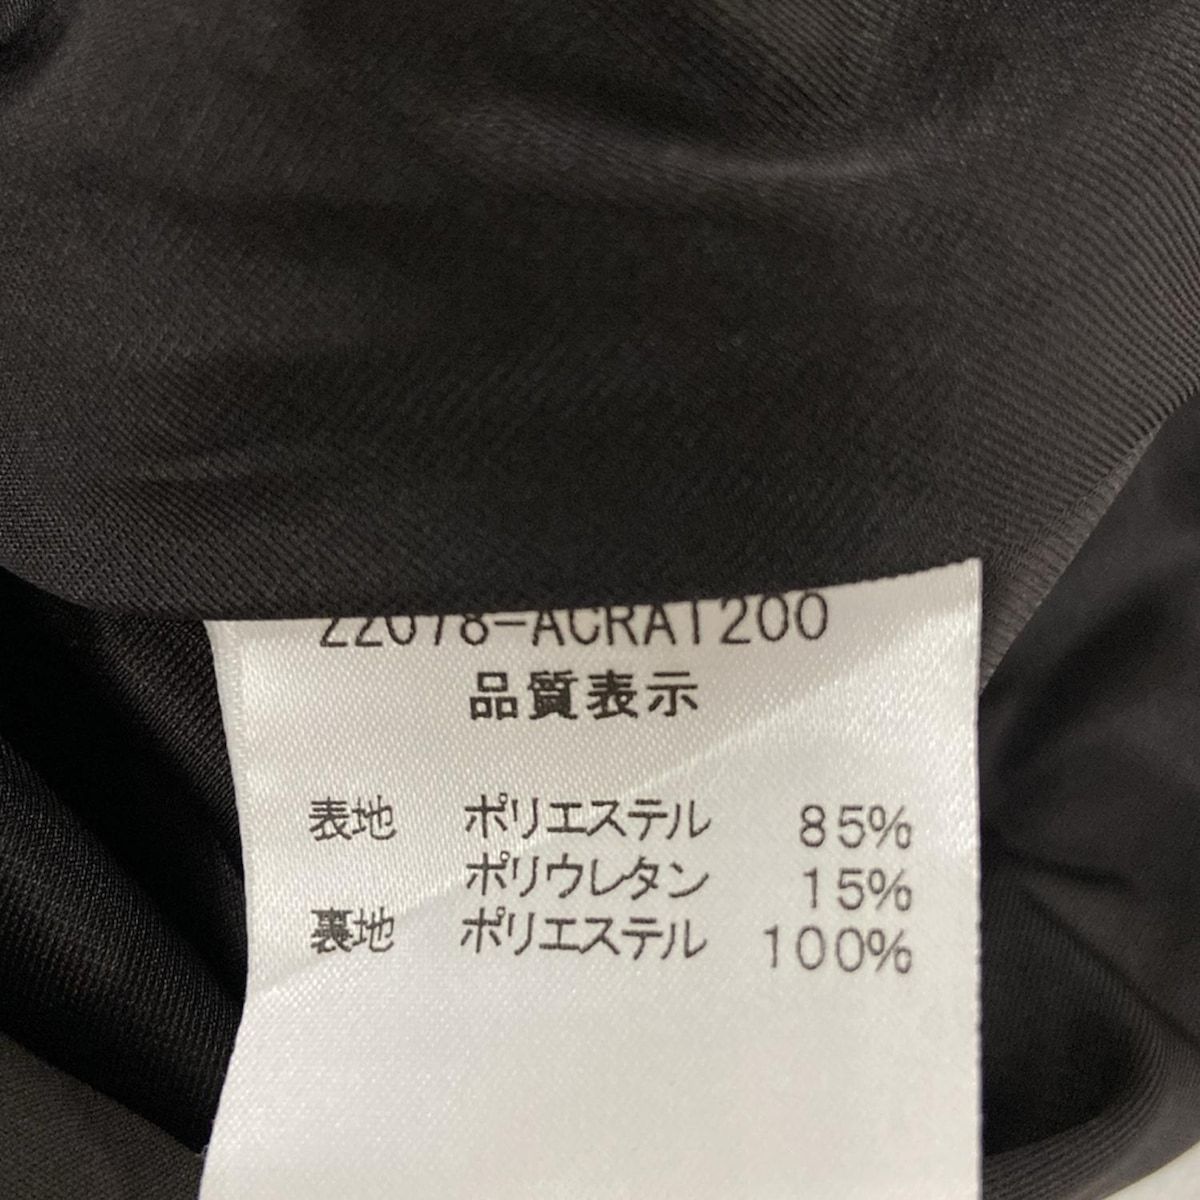 22078-ACRAT200
品質表示
表地 ポリエステル 85%
ポリウレタン 15%
裏地 ポリエステル 100%